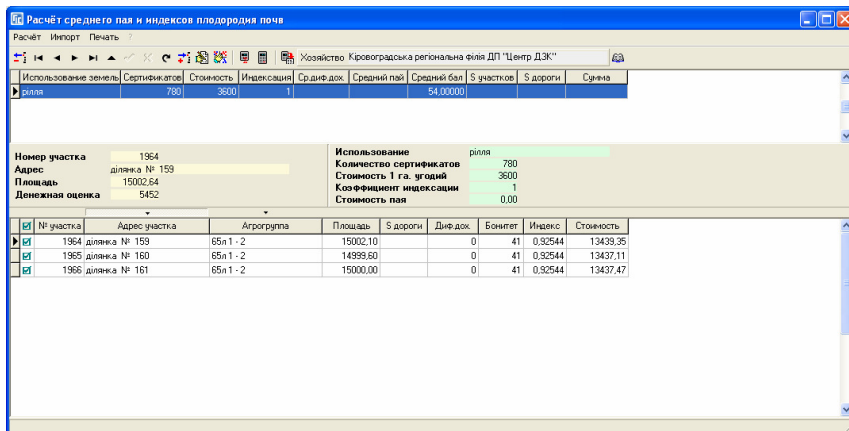 Расчёт среднего пая и индексов плодородия почв
Расчёт Импорт Печать ?
Хозяйство Кіровоградська регіональна філія ДП "Центр ДЗК"
Использование земель Сертификатов Стоимость Индексация Ср.диф.дох. Средний пай Средний бал S участков S дороги Сумма
рілля 780 3600 1 54,00000
Номер участка 1964
Адрес ділянка № 159
Площадь 15002,64
Денежная оценка 5452
Использование рілля
Количество сертификатов 780
Стоимость 1 га. угодий 3600
Коэффициент индексации 1
Стоимость пая 0,00
№ участка Адрес участка Агрогруппа Площадь S дороги Диф.дох. Бонитет Индекс Стоимость
1964 ділянка № 159 65л 1 - 2 15002,10 0 41 0,92544 13439,35
1965 ділянка № 160 65л 1 - 2 14999,60 0 41 0,92544 13437,11
1966 ділянка № 161 65л 1 - 2 15000,00 0 41 0,92544 13437,47